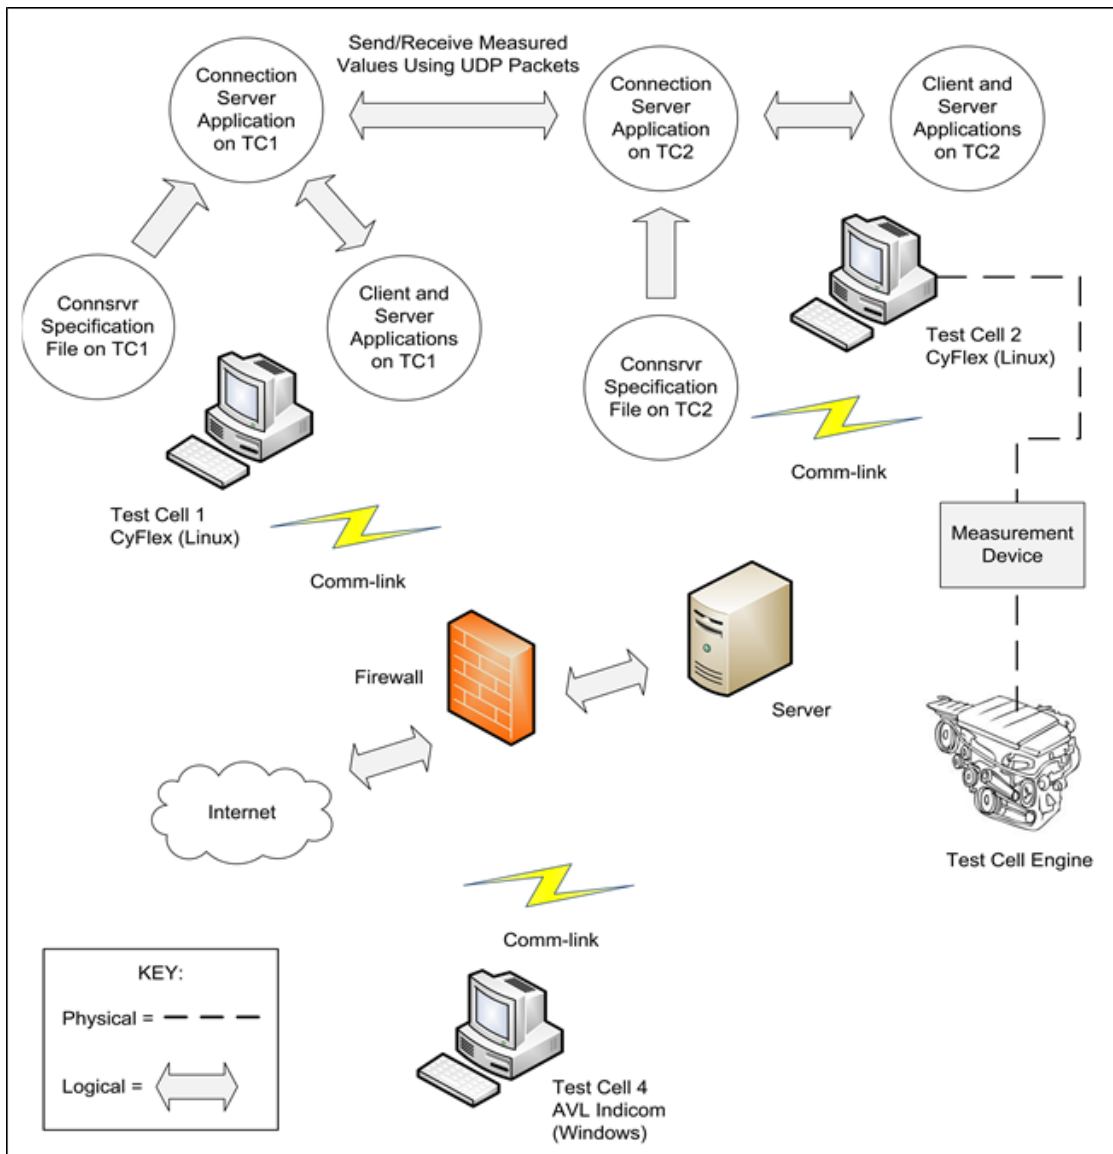 Send/Receive Measured
Values Using UDP Packets
Connection
Server
Application
on TC1
Connection
Server
Application
on TC2
Client and
Server
Applications
on TC2
Connsrvr
Specification
File on TC1
Client and
Server
Applications
on TC1
Connsrvr
Specification
File on TC2
Test Cell 2
CyFlex (Linux)
Comm-link
Test Cell 1
CyFlex (Linux)
Comm-link
Measurement
Device
Firewall
Server
Internet
Test Cell Engine
Comm-link
KEY:
Physical =
Logical =
Test Cell 4
AVL Indicom
(Windows)